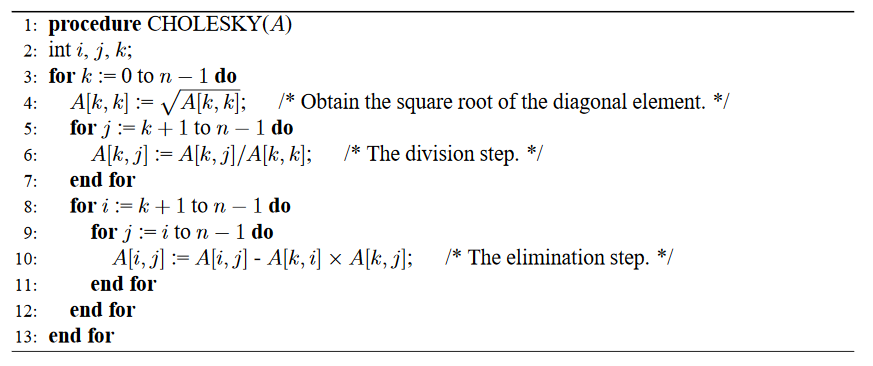 1: procedure CHOLESKY(A)
2: int i, j, k;
3: for k := 0 to n − 1 do
4: A[k, k] := √A[k, k]; /* Obtain the square root of the diagonal element. */
5: for j := k + 1 to n − 1 do
6: A[k, j] := A[k, j]/A[k, k]; /* The division step. */
7: end for
8: for i := k + 1 to n − 1 do
9: for j := i to n − 1 do
10: A[i, j] := A[i, j] - A[k, i] × A[k, j]; /* The elimination step. */
11: end for
12: end for
13: end for